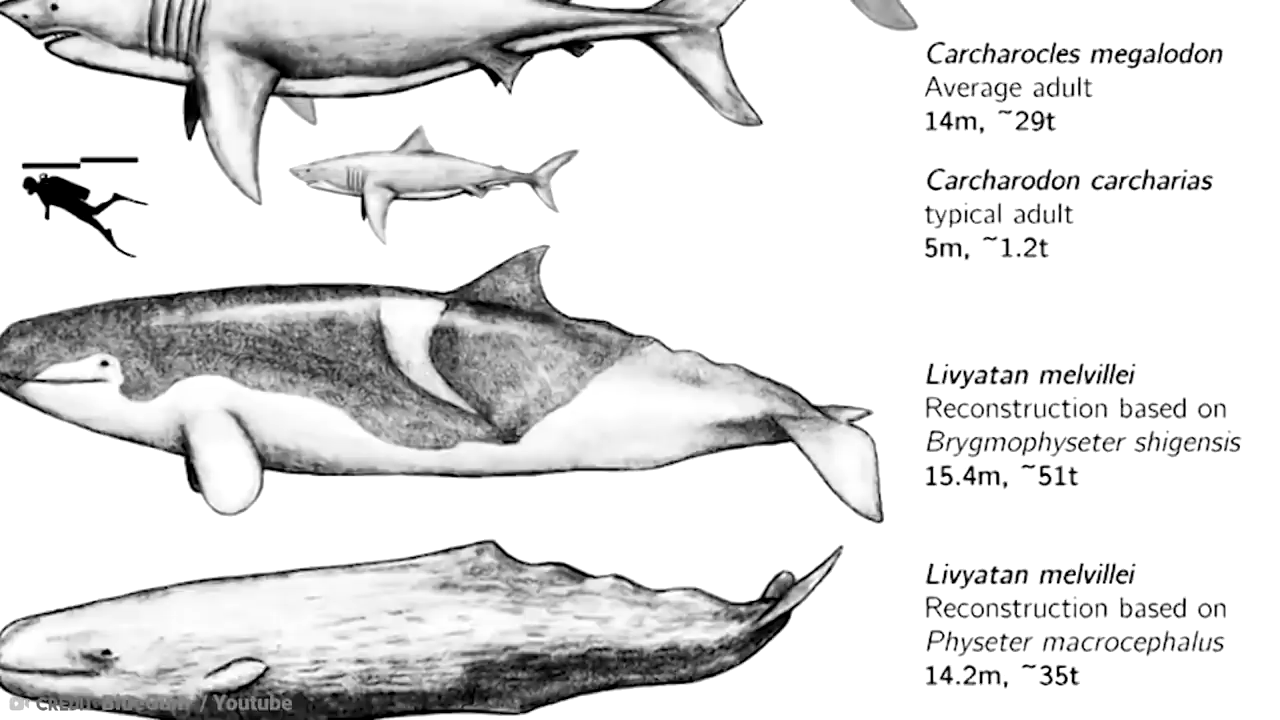 Carcharocles megalodon
Average adult
14m, ~29t
Carcharodon carcharias
typical adult
5m, ~1.2t
Livyatan melvillei
Reconstruction based on
Brygmophyseter shigensis
15.4m, ~51t
Livyatan melvillei
Reconstruction based on
Physeter macrocephalus
14.2m, ~35t
CREDIT: / Youtube